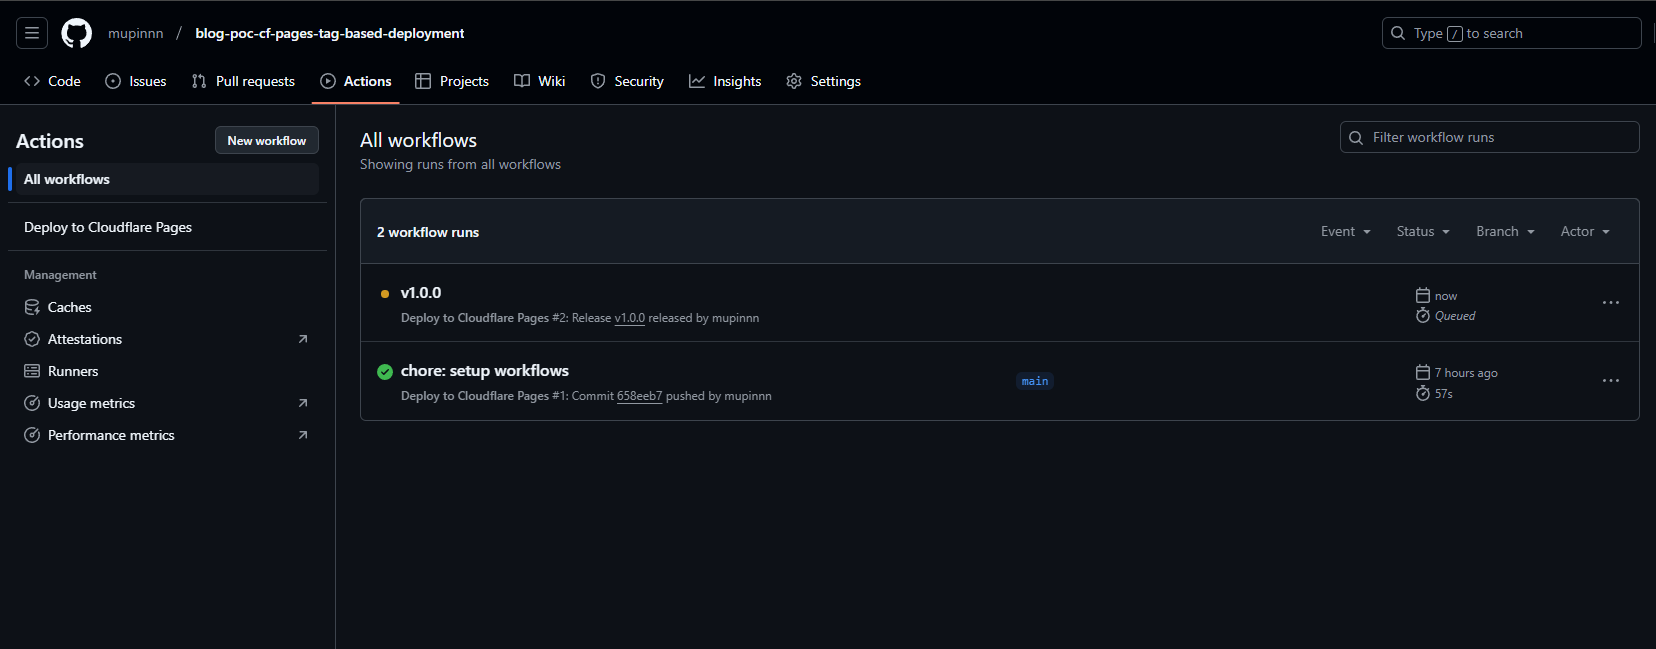 mupinnn / blog-poc-cf-pages-tag-based-deployment
Type / to search
Code Issues Pull requests Actions Projects Wiki Security Insights Settings
Actions
New workflow
All workflows
Deploy to Cloudflare Pages
Management
Caches
Attestations
Runners
Usage metrics
Performance metrics
All workflows
Showing runs from all workflows
Filter workflow runs
2 workflow runs
Event Status Branch Actor
v1.0.0
Deploy to Cloudflare Pages #2: Release v1.0.0 released by mupinnn
now
Queued
chore: setup workflows
Deploy to Cloudflare Pages #1: Commit 658eeb7 pushed by mupinnn
main
7 hours ago
57s